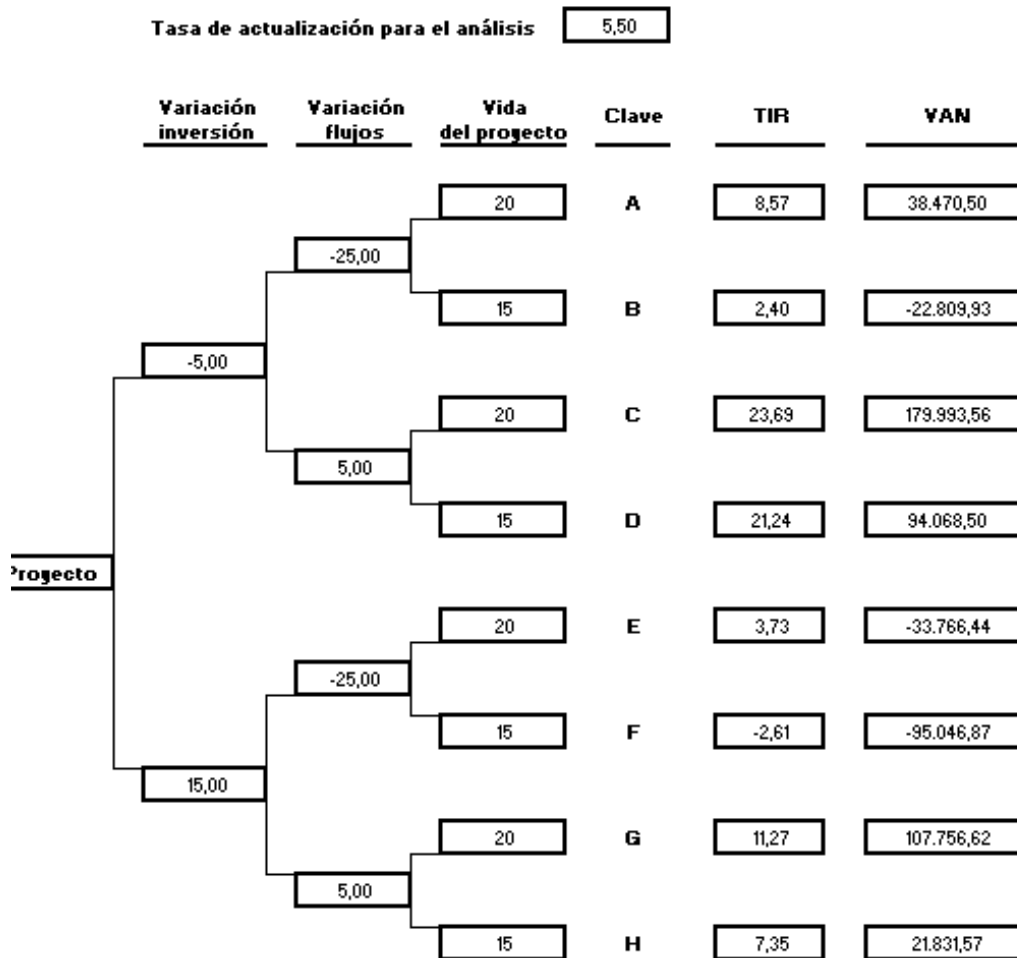 Tasa de actualización para el análisis 5,50
Variación inversión Variación flujos Vida del proyecto Clave TIR VAN
20 A 8,57 38.470,50
-25,00
15 B 2,40 -22.809,93
-5,00
20 C 23,69 179.993,56
5,00
15 D 21,24 94.068,50
Proyecto
20 E 3,73 -33.766,44
-25,00
15 F -2,61 -95.046,87
15,00
20 G 11,27 107.756,62
5,00
15 H 7,35 21.831,57